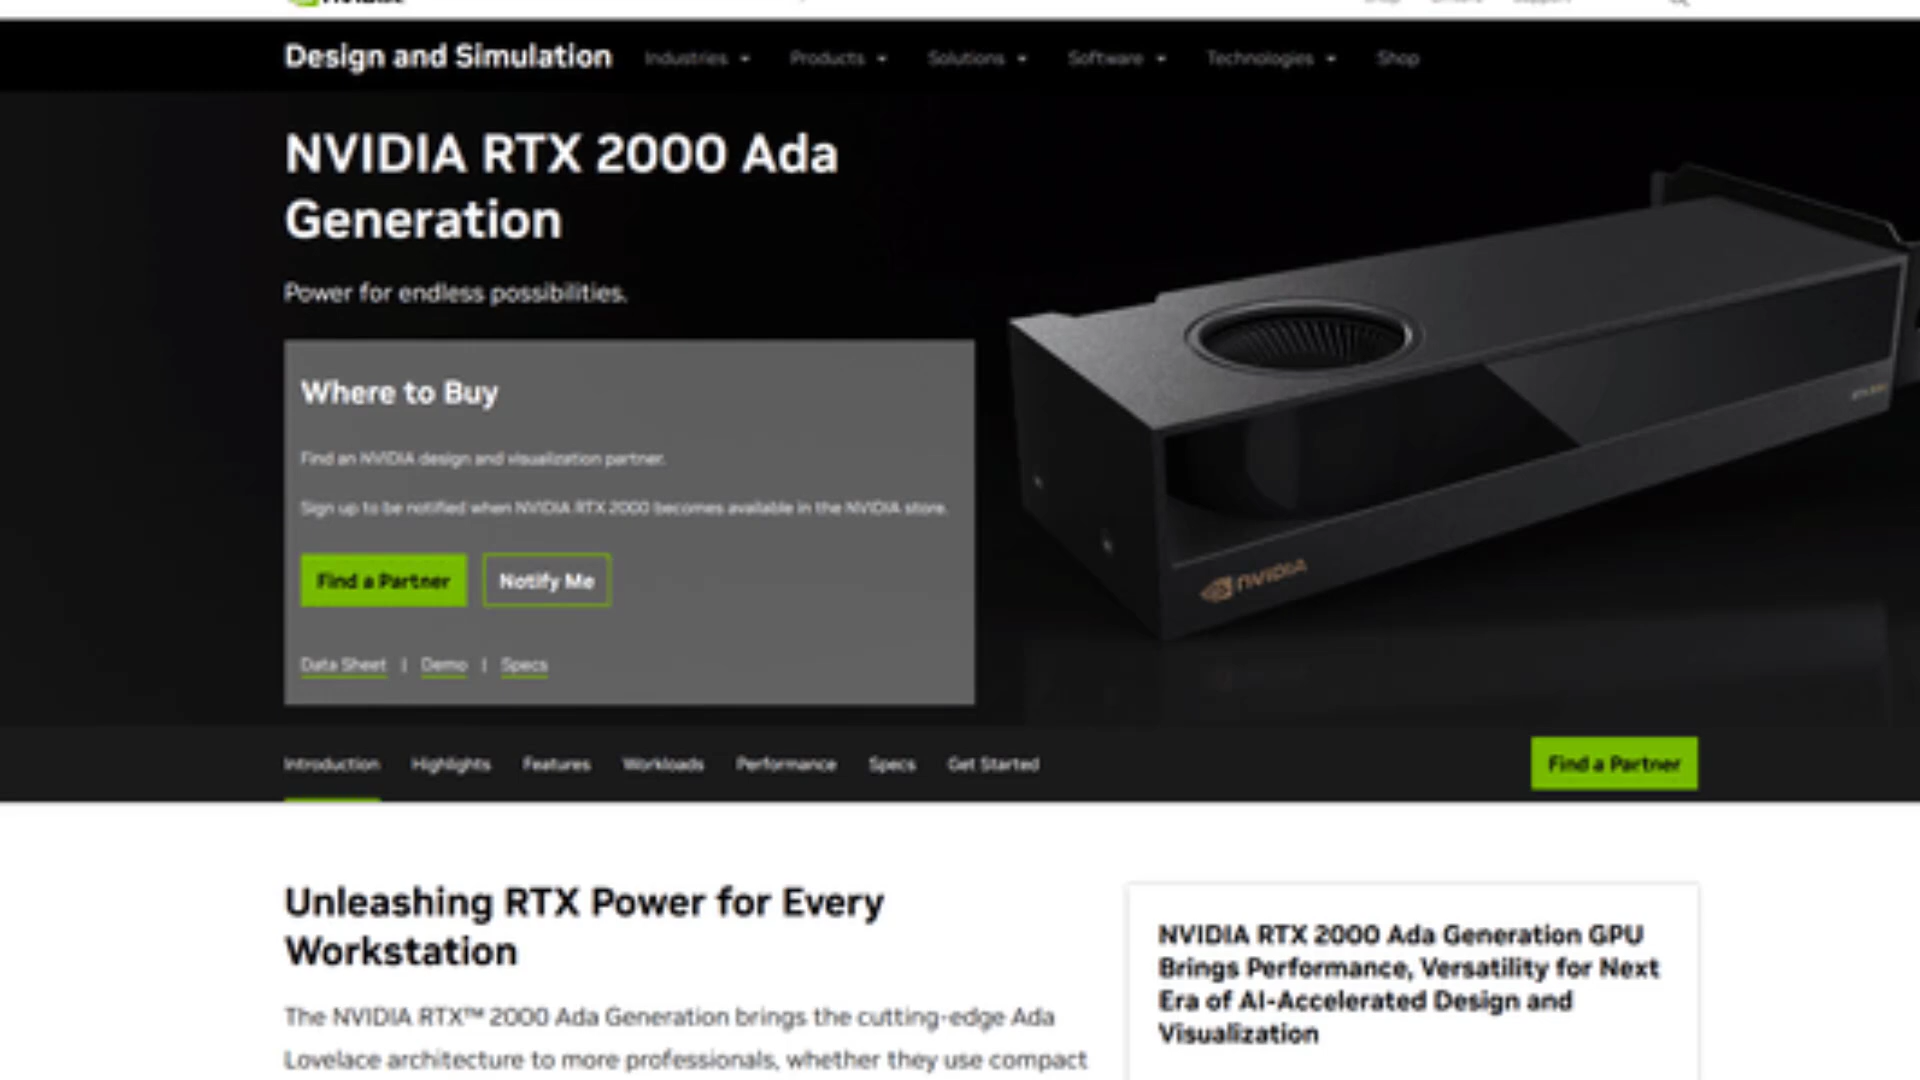 Design and Simulation Industries Products Solutions Software Technologies Shop
NVIDIA RTX 2000 Ada
Generation
Power for endless possibilities.
Where to Buy
Find an NVIDIA design and visualization partner.
Sign up to be notified when NVIDIA RTX 2000 becomes available in the NVIDIA store.
Find a Partner Notify Me
Data Sheet | Demo | Specs
NVIDIA
Introduction Highlights Features Workloads Performance Specs Get Started Find a Partner
Unleashing RTX Power for Every
Workstation
The NVIDIA RTX™ 2000 Ada Generation brings the cutting-edge Ada
Lovelace architecture to more professionals, whether they use compact
NVIDIA RTX 2000 Ada Generation GPU
Brings Performance, Versatility for Next
Era of AI-Accelerated Design and
Visualization